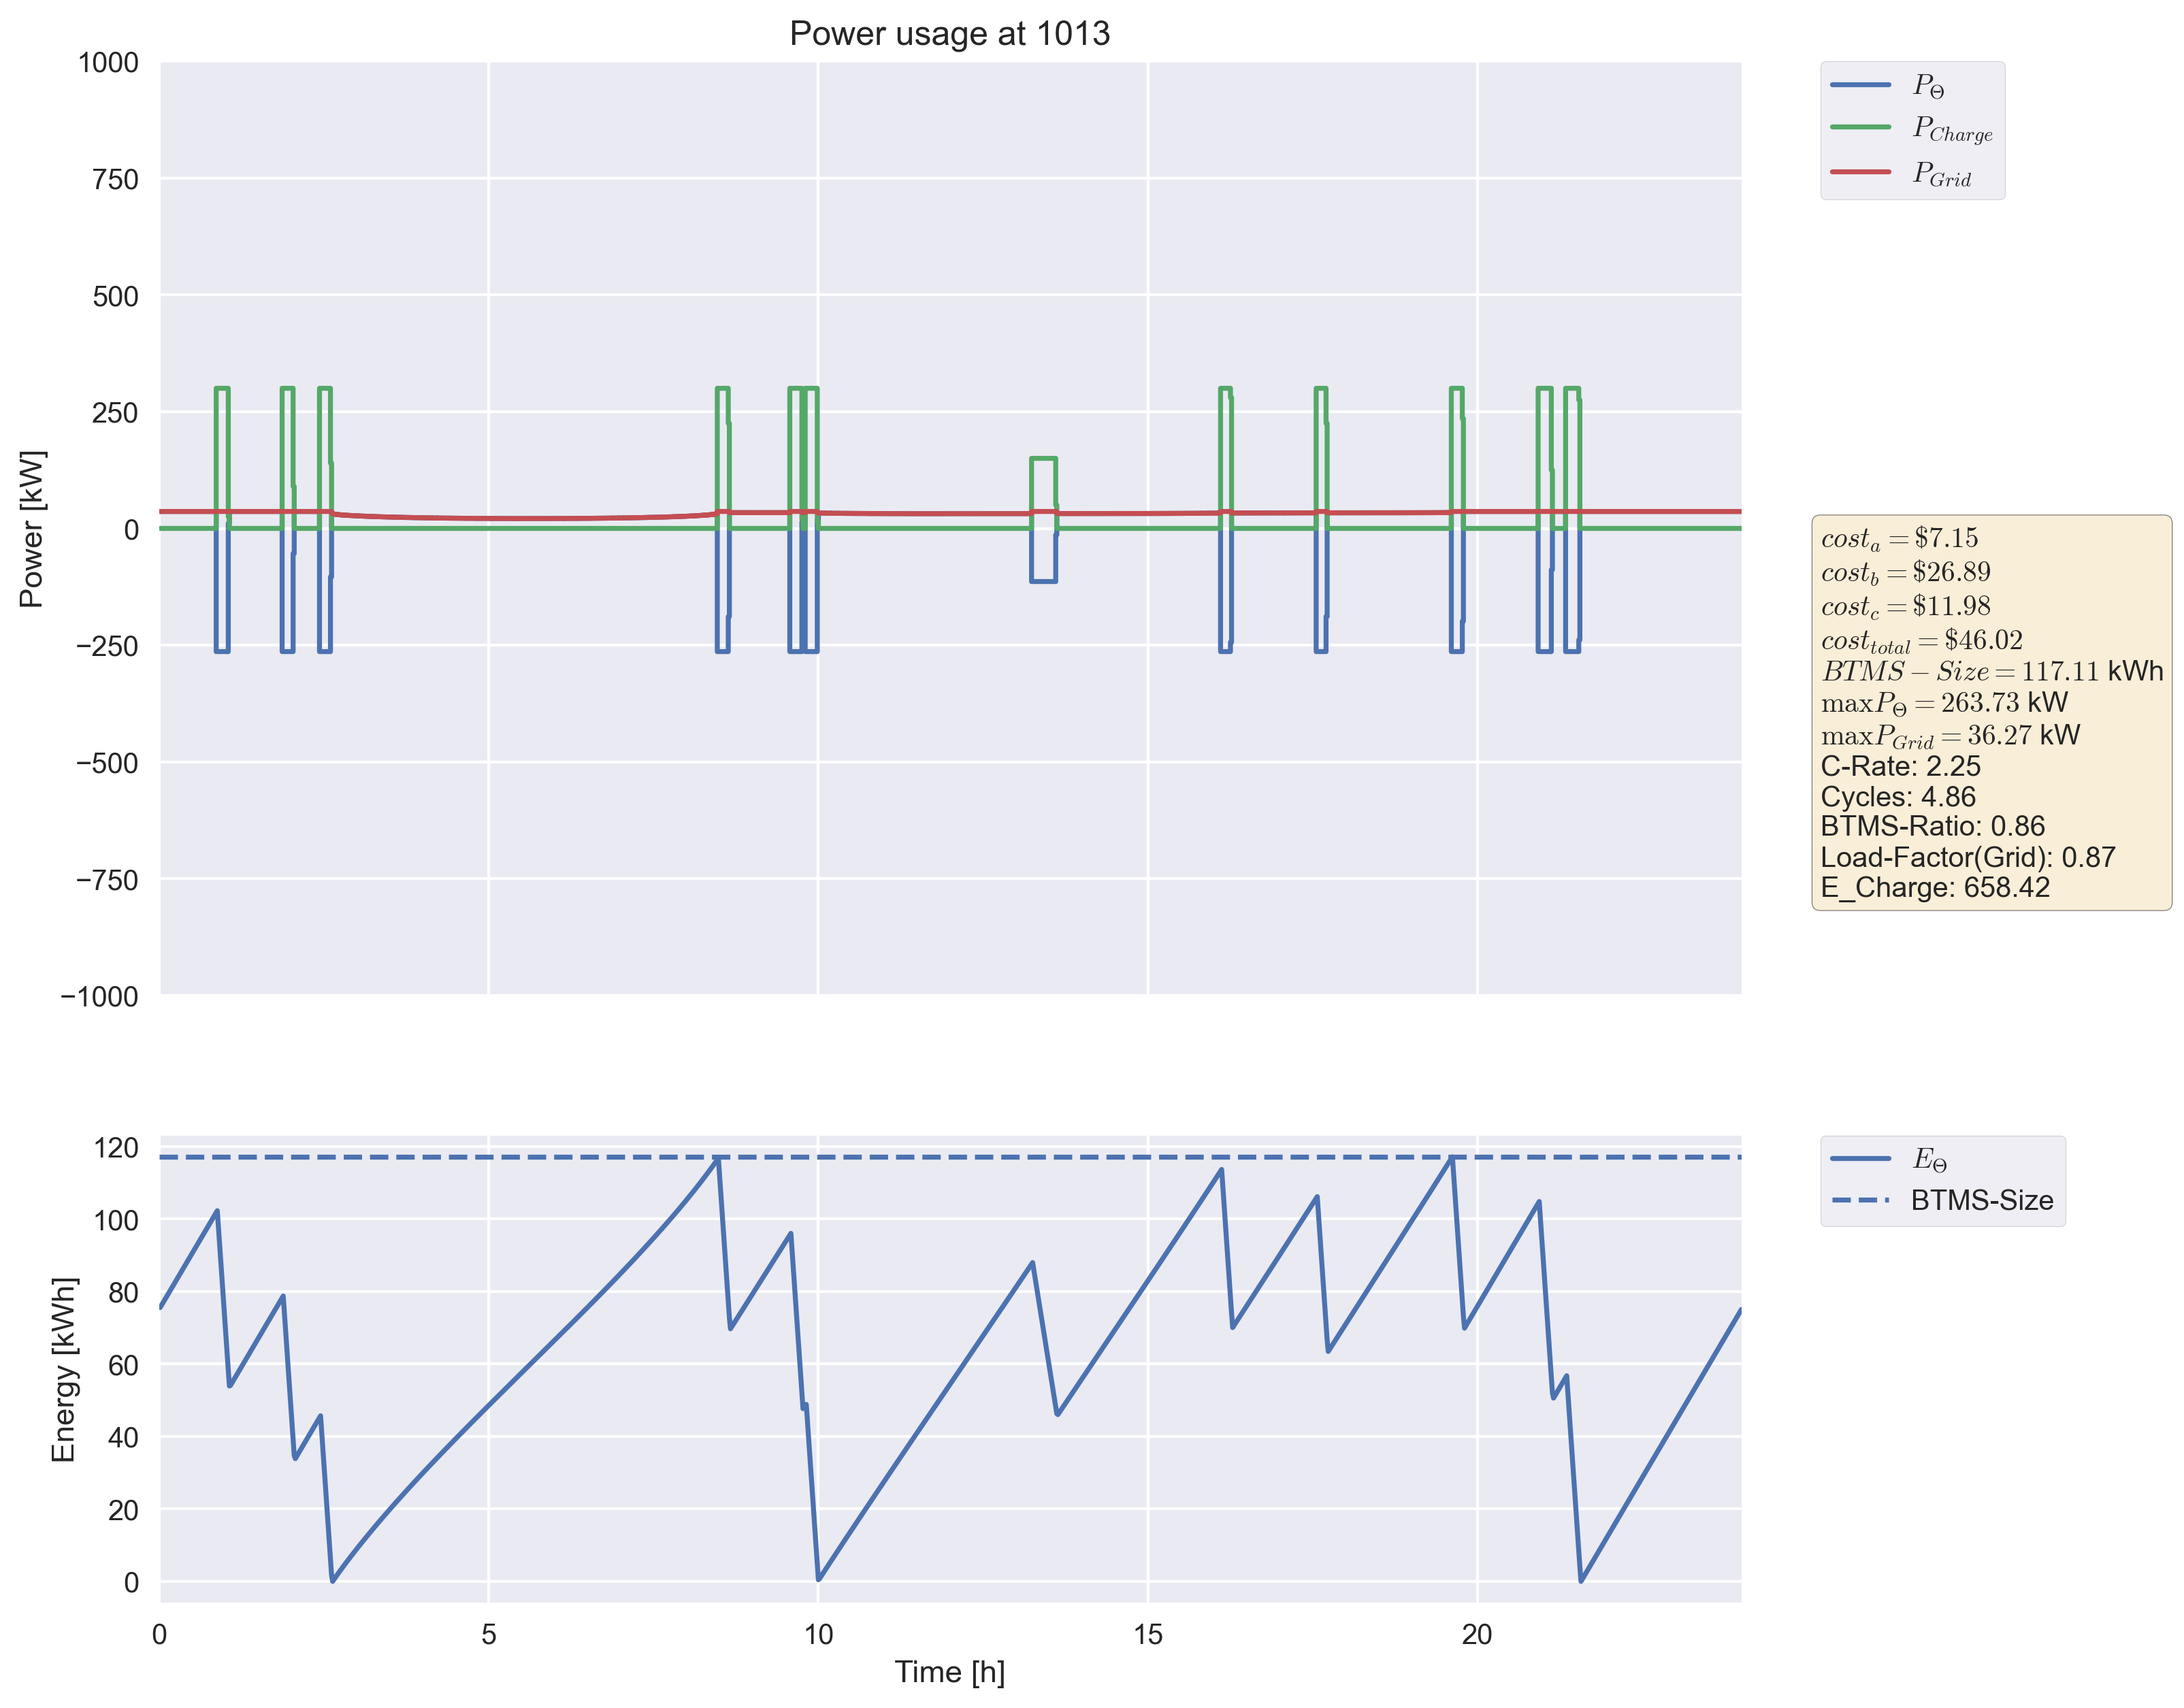 Power usage at 1013
1000
750
500
250
0
−250
−500
−750
−1000
Power [kW]
P_Θ
P_Charge
P_Grid
cost_a = $7.15
cost_b = $26.89
cost_c = $11.98
cost_total = $46.02
BTMS − Size = 117.11 kWh
maxP_Θ = 263.73 kW
maxP_Grid = 36.27 kW
C-Rate: 2.25
Cycles: 4.86
BTMS-Ratio: 0.86
Load-Factor(Grid): 0.87
E_Charge: 658.42
120
100
80
60
40
20
0
Energy [kWh]
E_Θ
BTMS-Size
0 5 10 15 20
Time [h]